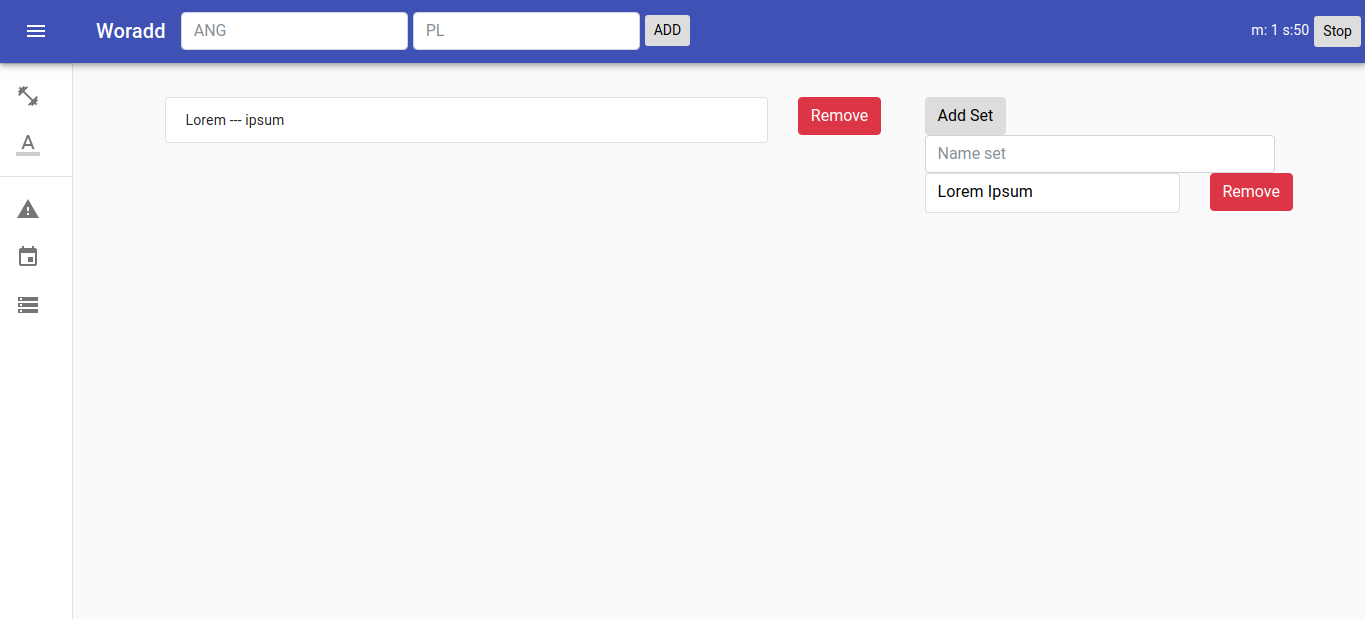 Woradd ANG PL ADD m: 1 s:50 Stop
A
Lorem --- ipsum Remove
Add Set
Name set
Lorem Ipsum Remove